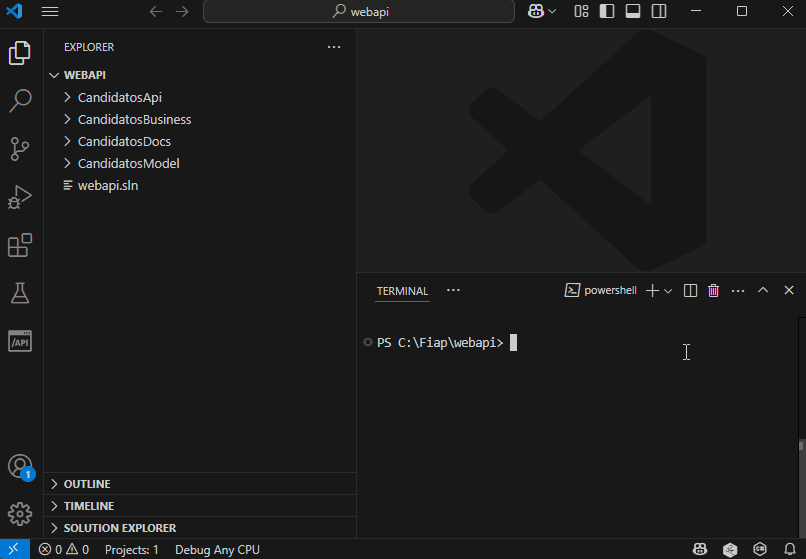 webapi
EXPLORER
WEBAPI
CandidatosApi
CandidatosBusiness
CandidatosDocs
CandidatosModel
webapi.sln
/API
1
TERMINAL
powershell
PS C:\Fiap\webapi>
OUTLINE
TIMELINE
SOLUTION EXPLORER
0 0 Projects: 1 Debug Any CPU